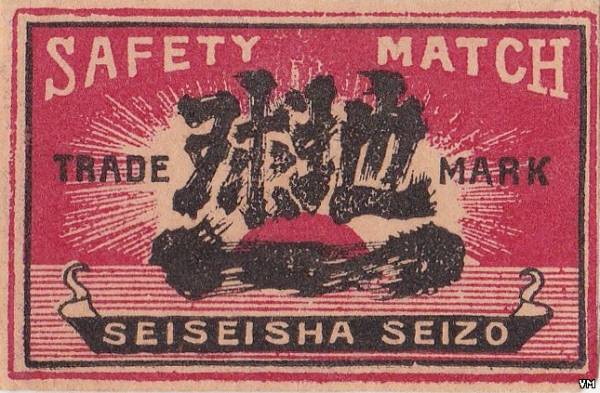 SAFETY MATCH
地球
TRADE MARK
SEISEISHA SEIZO
VM